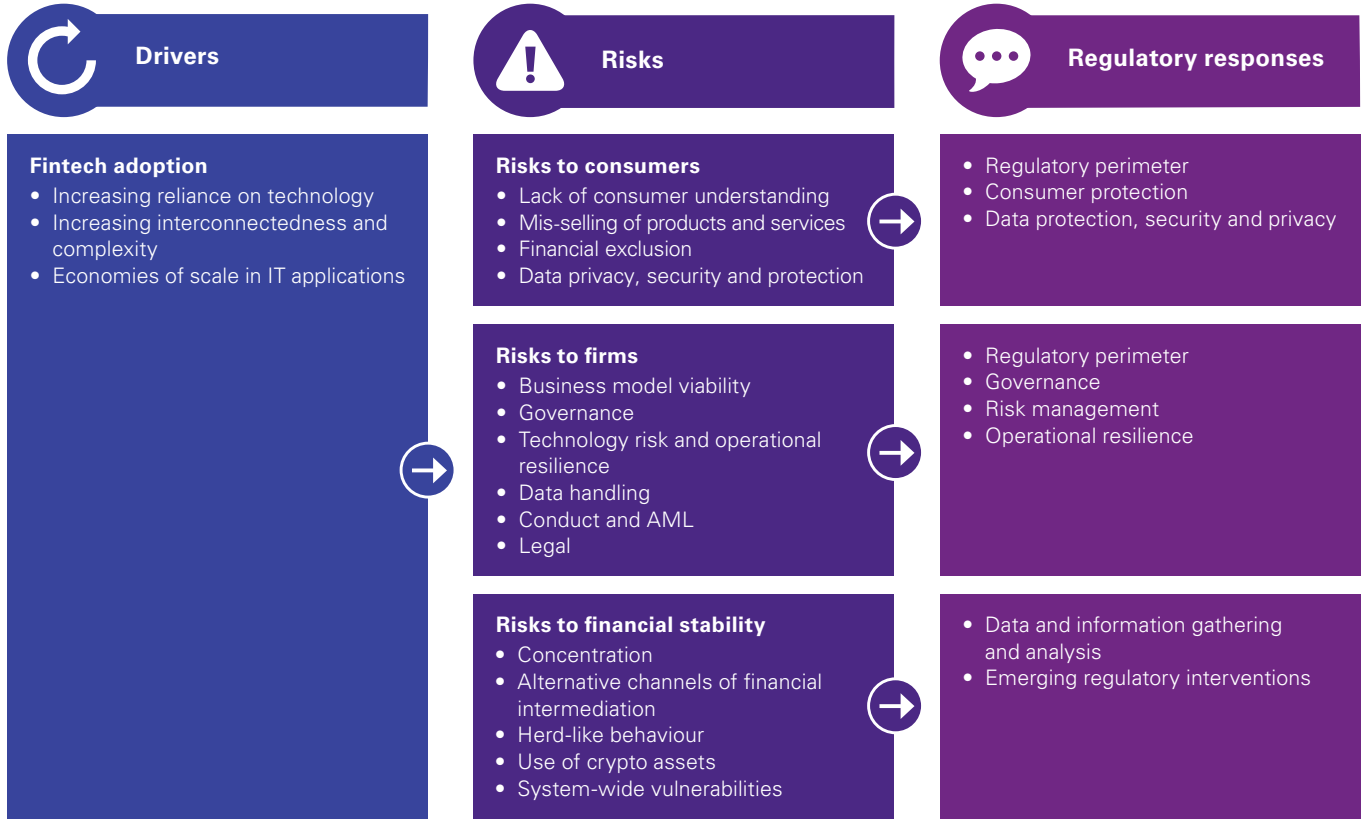 Drivers
Risks
Regulatory responses
Fintech adoption
• Increasing reliance on technology
• Increasing interconnectedness and
complexity
• Economies of scale in IT applications
Risks to consumers
• Lack of consumer understanding
• Mis-selling of products and services
• Financial exclusion
• Data privacy, security and protection
• Regulatory perimeter
• Consumer protection
• Data protection, security and privacy
Risks to firms
• Business model viability
• Governance
• Technology risk and operational
resilience
• Data handling
• Conduct and AML
• Legal
• Regulatory perimeter
• Governance
• Risk management
• Operational resilience
Risks to financial stability
• Concentration
• Alternative channels of financial
intermediation
• Herd-like behaviour
• Use of crypto assets
• System-wide vulnerabilities
• Data and information gathering
and analysis
• Emerging regulatory interventions